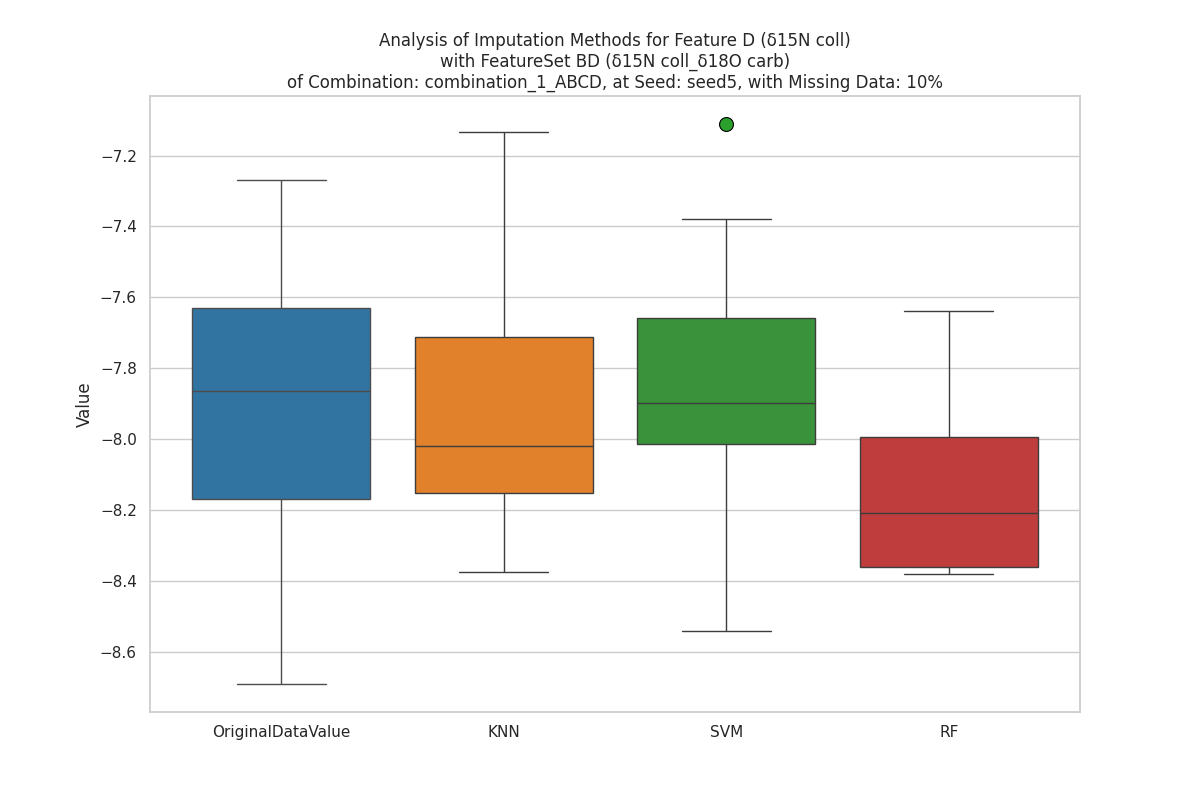 Analysis of Imputation Methods for Feature D (δ15N coll)
with FeatureSet BD (δ15N coll_δ18O carb)
of Combination: combination_1_ABCD, at Seed: seed5, with Missing Data: 10%
Value
−7.2
−7.4
−7.6
−7.8
−8.0
−8.2
−8.4
−8.6
OriginalDataValue KNN SVM RF